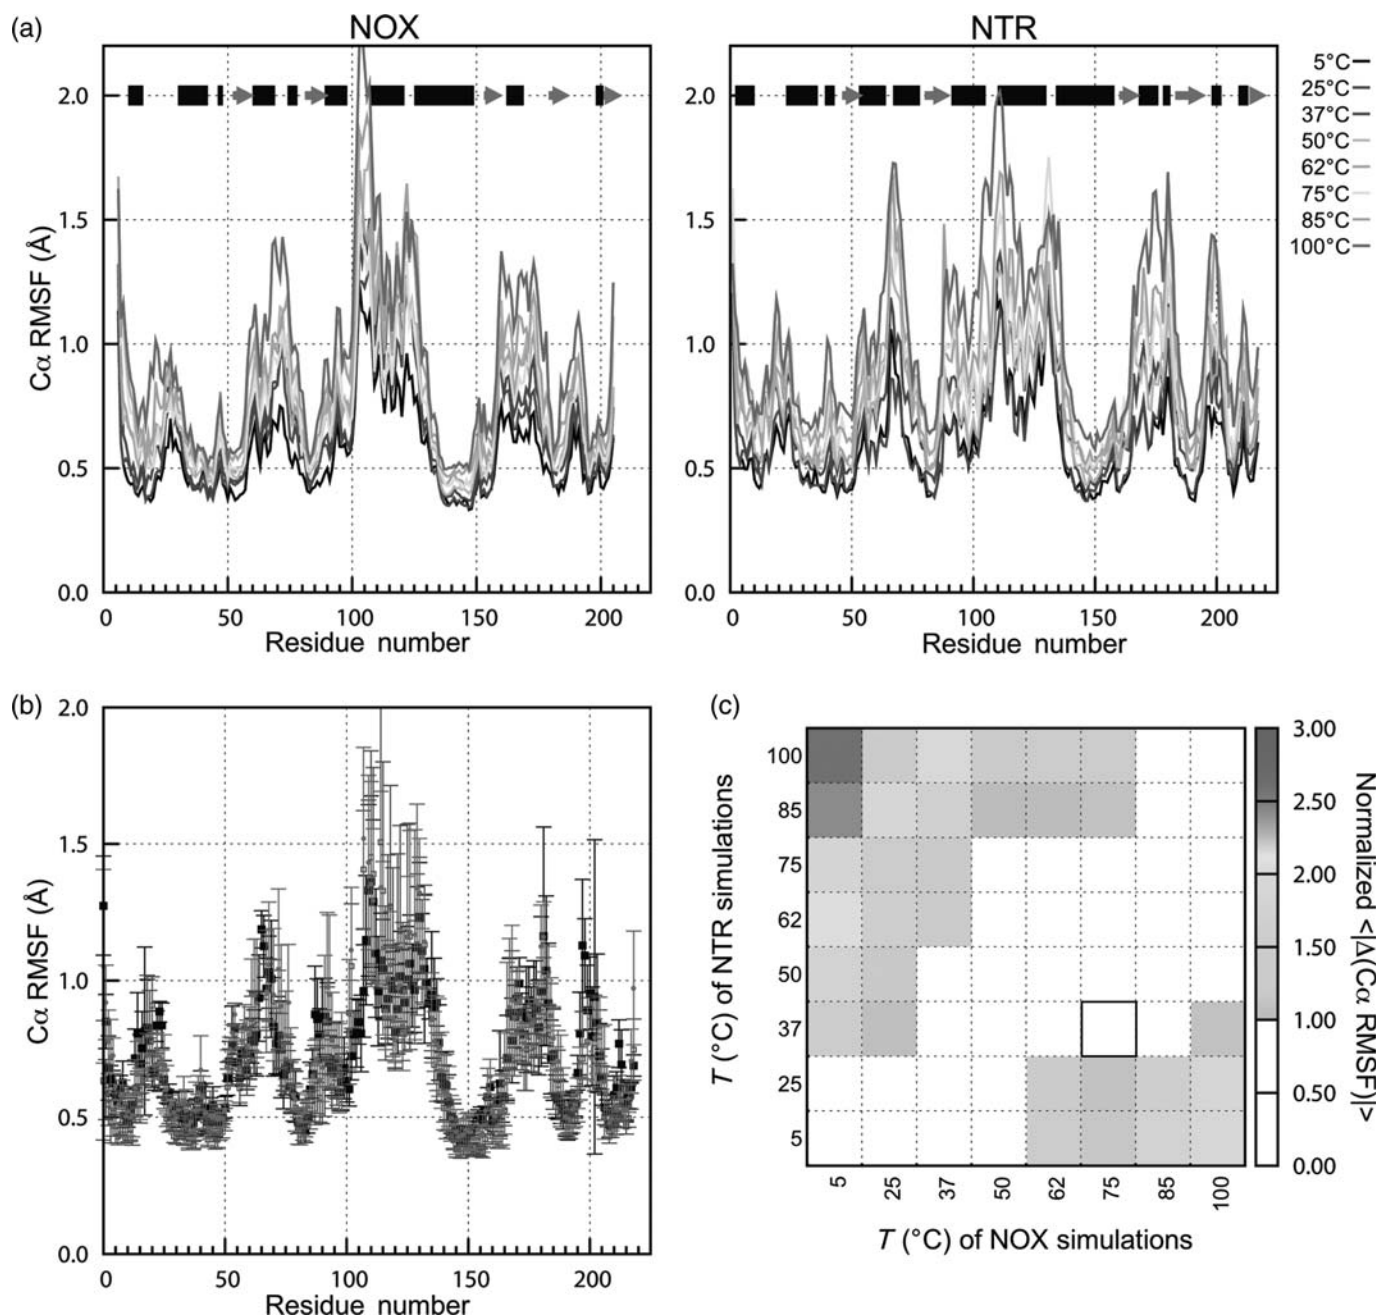 (a)
NOX
NTR
5°C
25°C
37°C
50°C
62°C
75°C
85°C
100°C
2.0
1.5
1.0
0.5
0.0
Cα RMSF (Å)
0 50 100 150 200
Residue number
2.0
1.5
1.0
0.5
0.0
0 50 100 150 200
Residue number
(b)
2.0
1.5
1.0
0.5
0.0
Cα RMSF (Å)
0 50 100 150 200
Residue number
(c)
100
85
75
62
50
37
25
5
T (°C) of NTR simulations
5 25 37 50 62 75 85 100
T (°C) of NOX simulations
3.00
2.50
2.00
1.50
1.00
0.50
0.00
Normalized <|Δ(Cα RMSF)|>